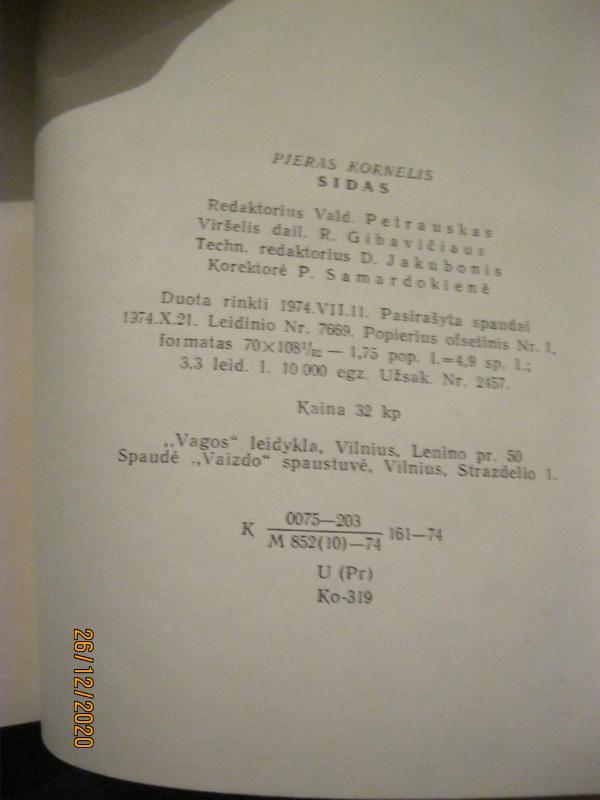 PJERAS KORNELIS
SIDAS
Redaktorius Vald. Petrauskas
Viršelis dail. R. Gibavičiaus
Techn. redaktorius D. Jakubonis
Korektorė P. Samardokienė
Duota rinkti 1974.VII.11. Pasirašyta spaudai
1974.X.21. Leidinio Nr. 7669. Popierius ofsetinis Nr. 1,
formatas 70×108¹/₃₂ — 1,75 pop. l.=4,9 sp. l.;
3,3 leid. l. 10 000 egz. Užsak. Nr. 2457.
Kaina 32 kp
„Vagos“ leidykla, Vilnius, Lenino pr. 50
Spaudė „Vaizdo“ spaustuvė, Vilnius, Strazdelio 1.
0075—203
K 161—74
M 852(10)—74
U (Pr)
Ko-319
26/12/2020